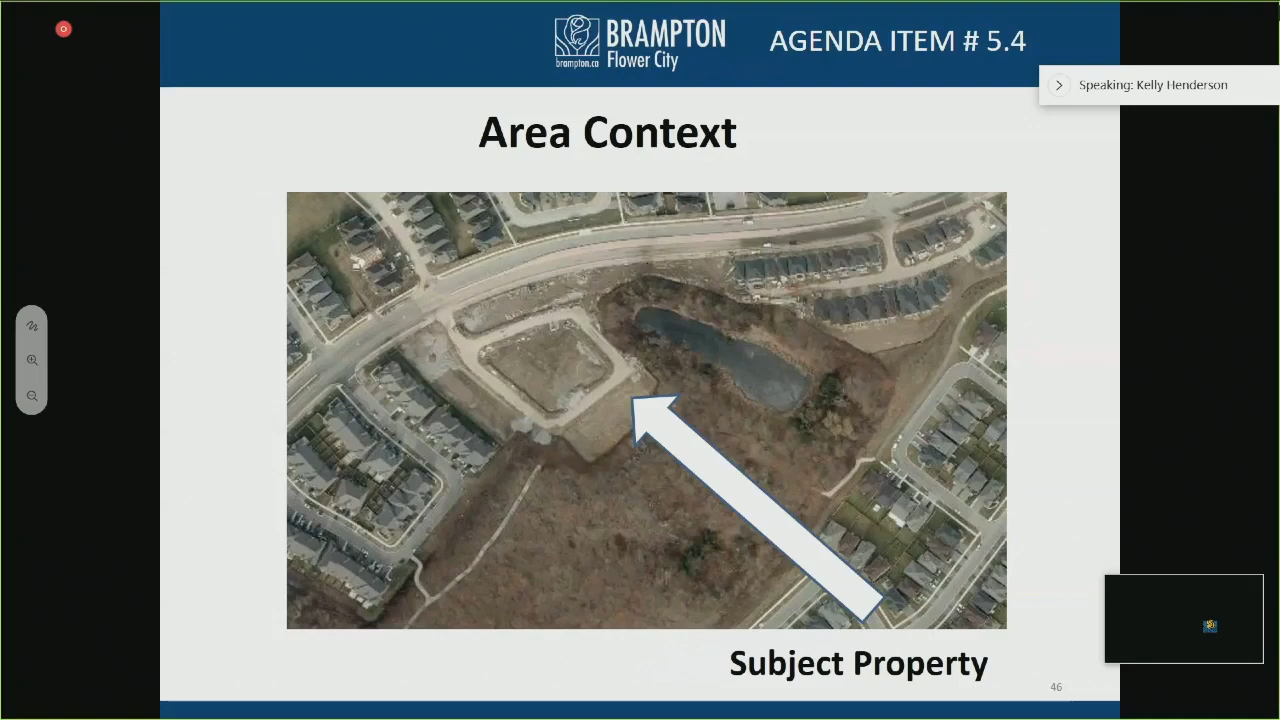 BRAMPTON
brampton.ca
Flower City
AGENDA ITEM # 5.4
Speaking: Kelly Henderson
Area Context
Subject Property
46